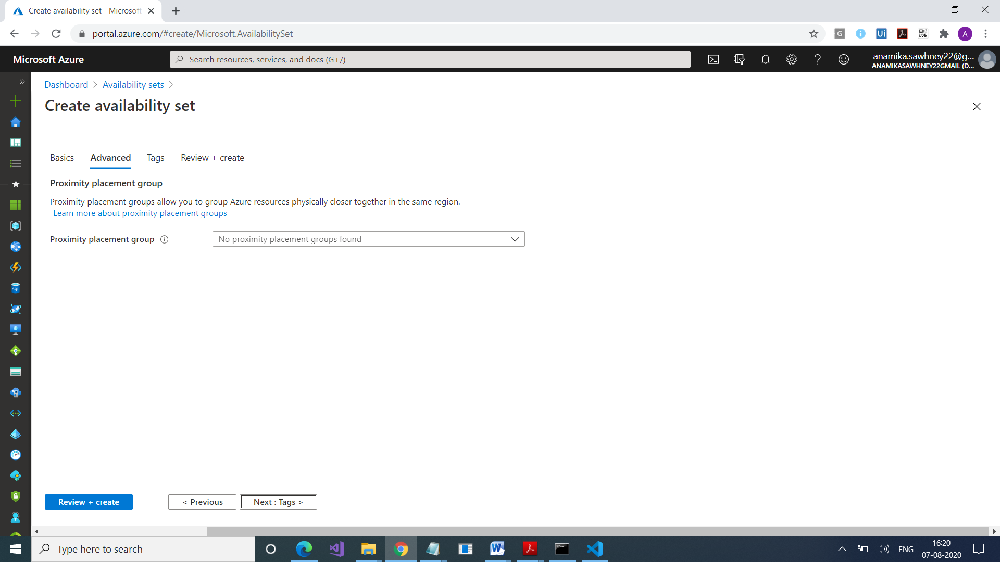 Create availability set - Microsoft
portal.azure.com/#create/Microsoft.AvailabilitySet
G
Ui
A
Microsoft Azure
Search resources, services, and docs (G+/)
anamika.sawhney22@g...
ANAMIKASAWHNEY22GMAIL (D...
Dashboard > Availability sets >
Create availability set
Basics Advanced Tags Review + create
Proximity placement group
Proximity placement groups allow you to group Azure resources physically closer together in the same region.
Learn more about proximity placement groups
Proximity placement group No proximity placement groups found
SQL
Review + create < Previous Next : Tags >
Type here to search
ENG
16:20
07-08-2020